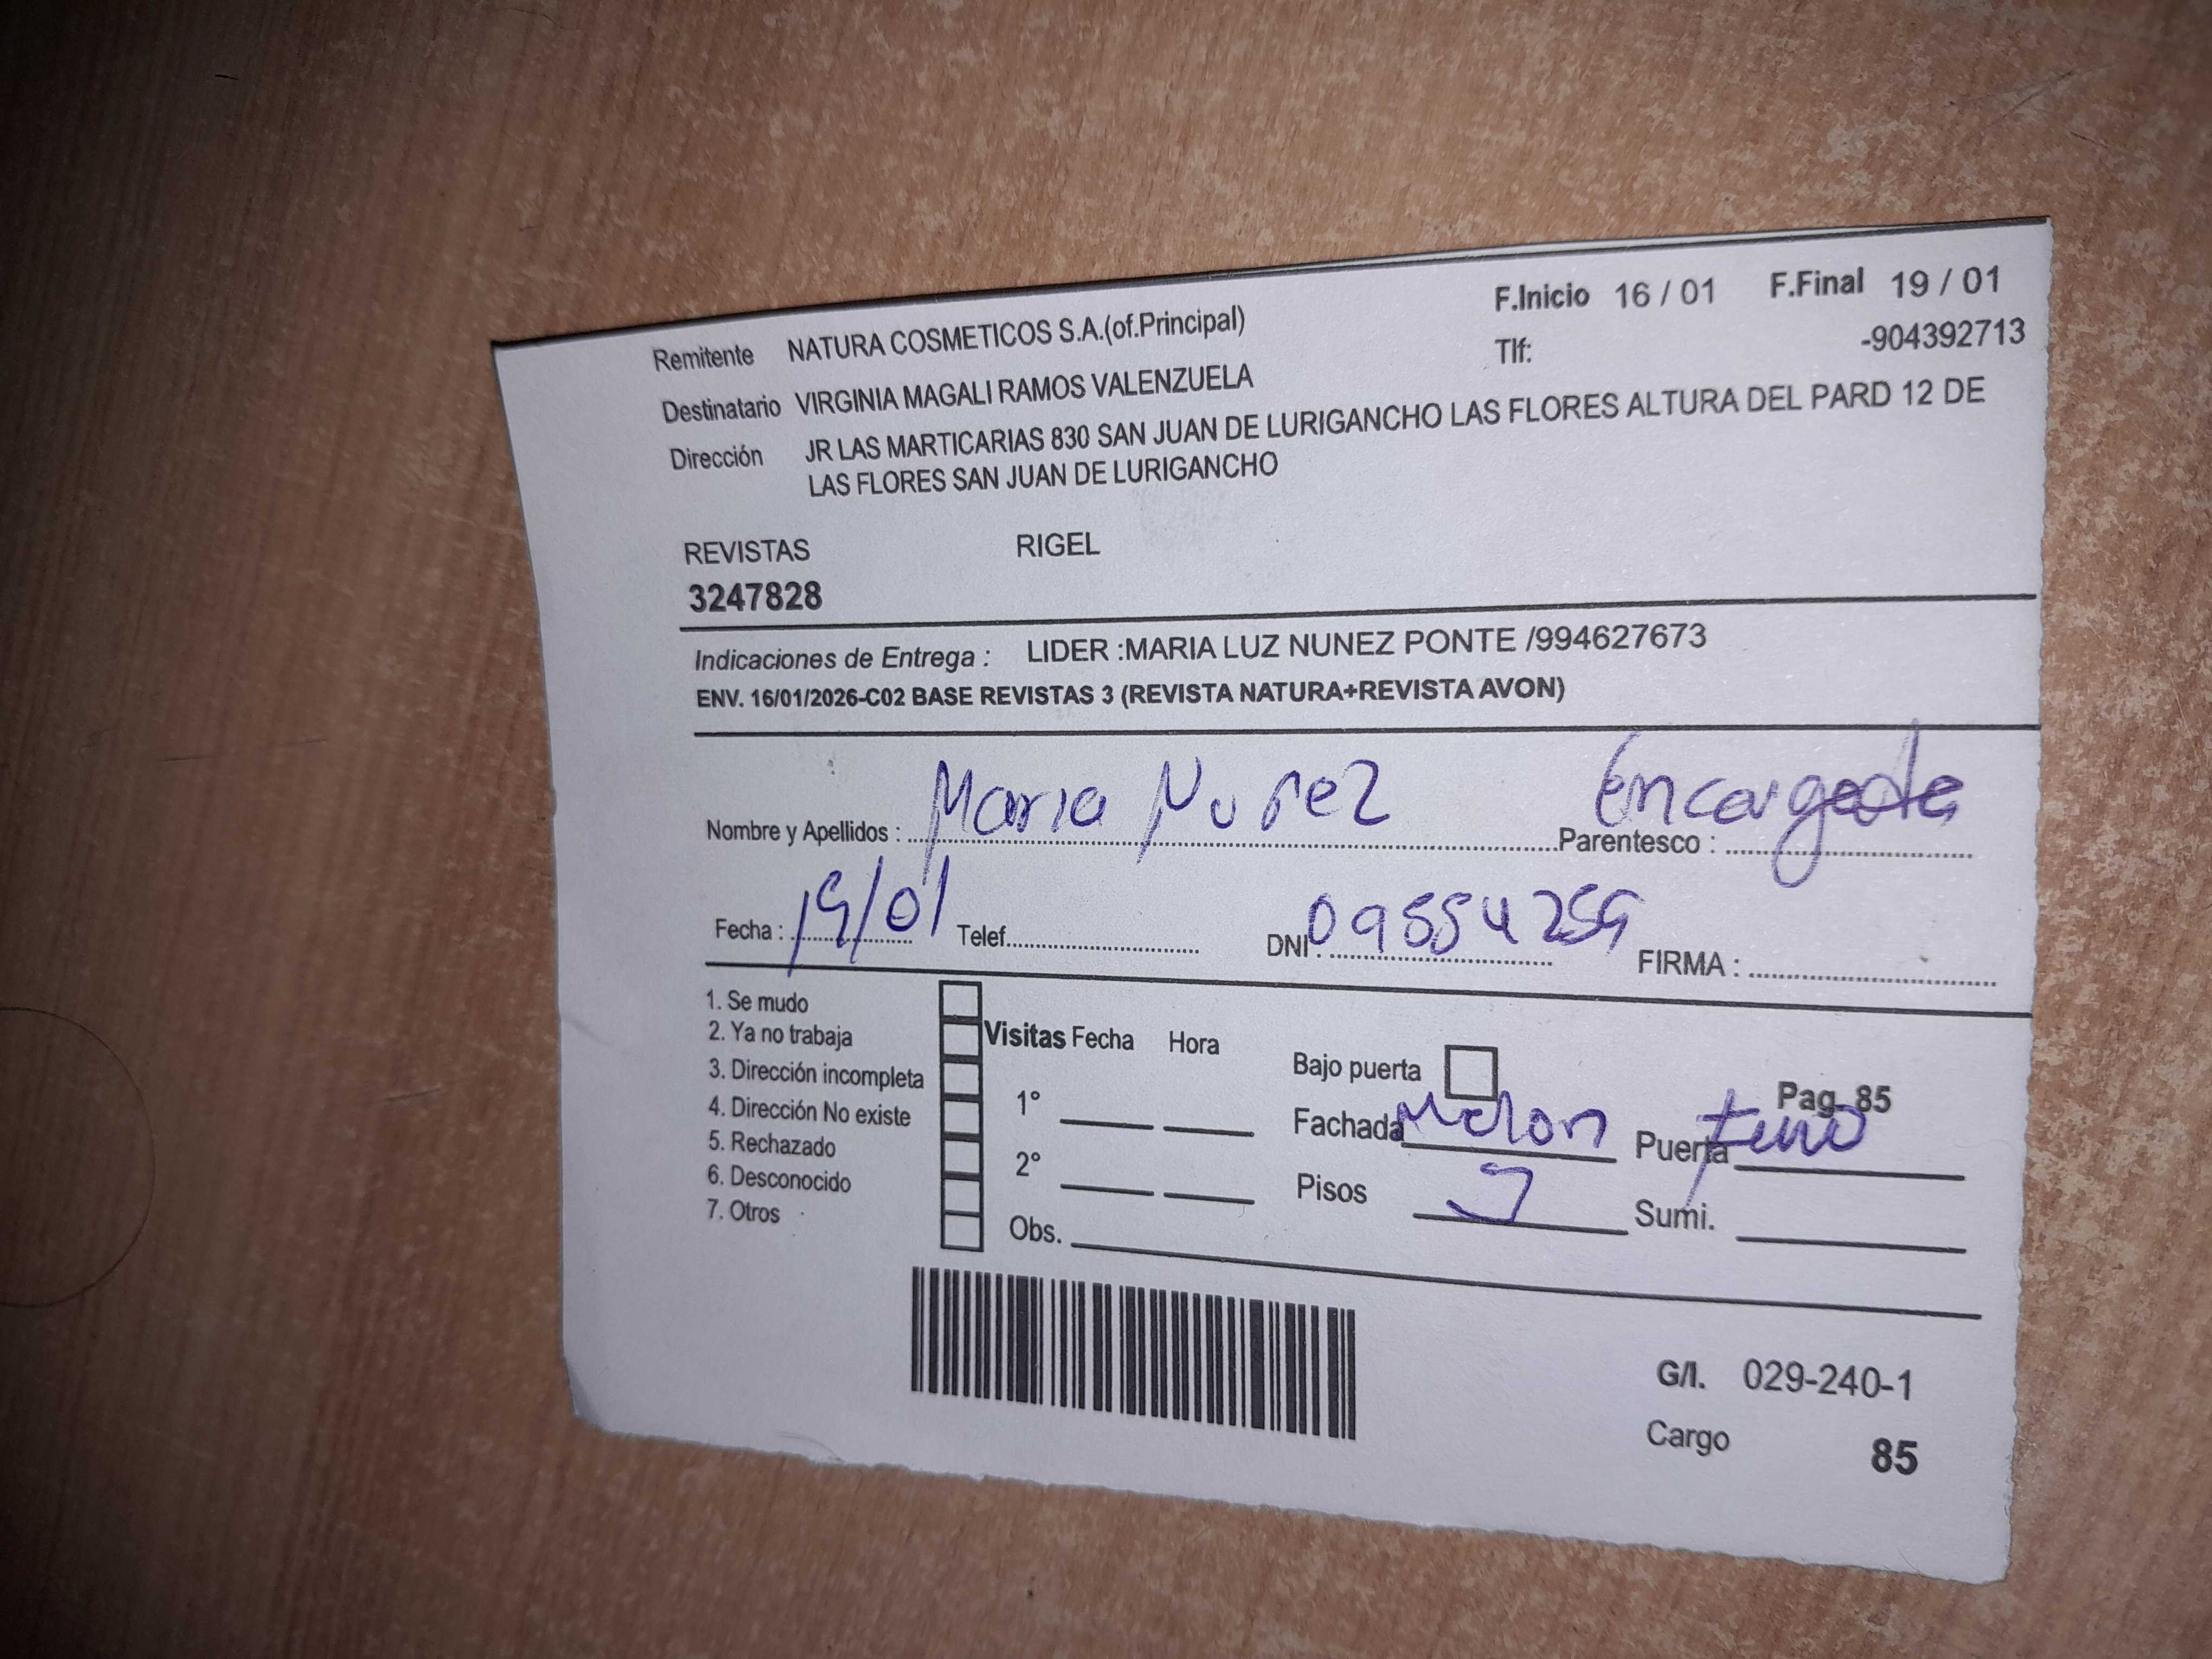 Remitente NATURA COSMETICOS S.A.(of.Principal) F.Inicio 16 / 01 F.Final 19 / 01
Tlf: -904392713
Destinatario VIRGINIA MAGALI RAMOS VALENZUELA
Dirección JR LAS MARTICARIAS 830 SAN JUAN DE LURIGANCHO LAS FLORES ALTURA DEL PARD 12 DE
LAS FLORES SAN JUAN DE LURIGANCHO
REVISTAS RIGEL
3247828
Indicaciones de Entrega : LIDER :MARIA LUZ NUNEZ PONTE /994627673
ENV. 16/01/2026-C02 BASE REVISTAS 3 (REVISTA NATURA+REVISTA AVON)
Nombre y Apellidos : Maria Nuñez Parentesco : Encargada
Fecha : 19/01 Telef. DNI. 09554259 FIRMA :
1. Se mudo
2. Ya no trabaja
3. Dirección incompleta
4. Dirección No existe
5. Rechazado
6. Desconocido
7. Otros
Visitas Fecha Hora
1°
2°
Obs.
Bajo puerta Pag. 85
Fachada Puerta
Pisos Sumi.
G/I. 029-240-1
Cargo 85